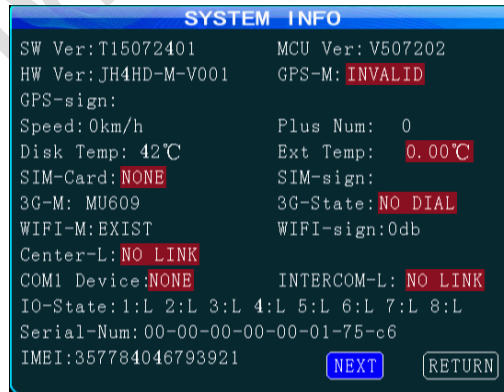 SYSTEM INFO
SW Ver:T15072401 MCU Ver:V507202
HW Ver:JH4HD-M-V001 GPS-M:INVALID
GPS-sign:
Speed:0km/h Plus Num: 0
Disk Temp: 42℃ Ext Temp: 0.00℃
SIM-Card:NONE SIM-sign:
3G-M: MU609 3G-State:NO DIAL
WIFI-M:EXIST WIFI-sign:0db
Center-L:NO LINK
COM1 Device:NONE INTERCOM-L: NO LINK
IO-State:1:L 2:L 3:L 4:L 5:L 6:L 7:L 8:L
Serial-Num:00-00-00-00-00-01-75-c6
IMEI:357784046793921 NEXT RETURN